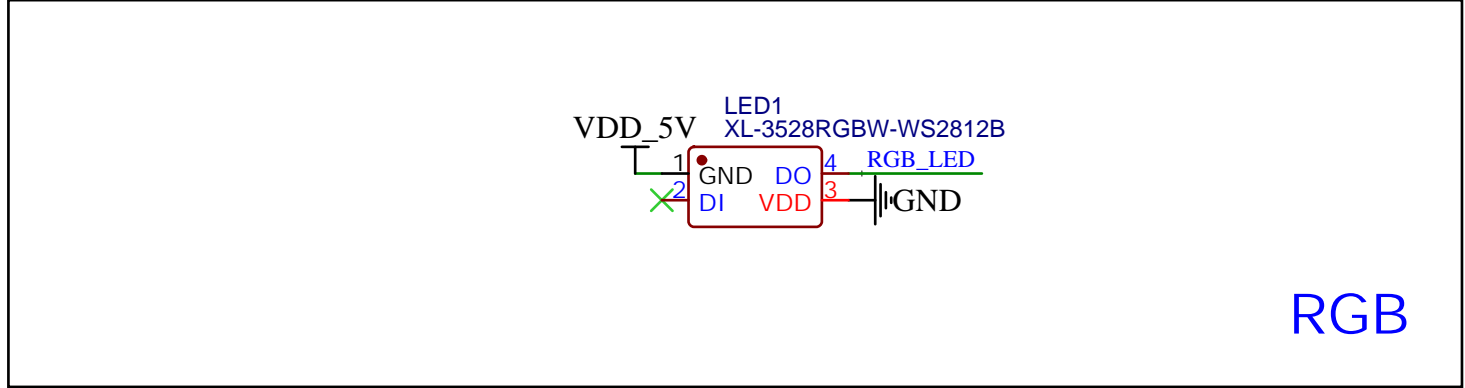 LED1
XL-3528RGBW-WS2812B
VDD_5V
1
GND
DO
4
RGB_LED
2
DI
VDD
3
GND
RGB